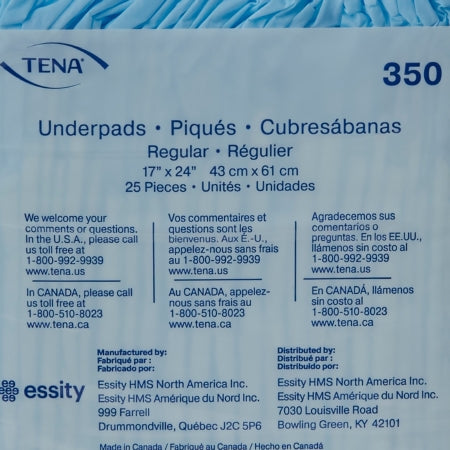 TENA®
350
Underpads • Piqués • Cubresábanas
Regular • Régulier
17" x 24" 43 cm x 61 cm
25 Pieces • Unités • Unidades
We welcome your
comments or questions.
In the U.S.A., please call
us toll free at
1-800-992-9939
www.tena.us
In CANADA, please call
us toll free at
1-800-510-8023
www.tena.ca
Vos commentaires et
questions sont les
bienvenus. Aux É.-U.,
appelez-nous sans frais
au 1-800-992-9939
www.tena.us
Au CANADA, appelez-
nous sans frais au
1-800-510-8023
www.tena.ca
Agradecemos sus
comentarios o
preguntas. En los EE.UU.,
llámenos sin costo al
1-800-992-9939
www.tena.us
En CANADÁ, llámenos
sin costo al
1-800-510-8023
www.tena.ca
essity
Manufactured by:
Fabriqué par :
Fabricado por:
Essity HMS North America Inc.
Essity HMS Amérique du Nord Inc.
999 Farrell
Drummondville, Québec J2C 5P6
Distributed by:
Distribué par :
Distribuido por:
Essity HMS North America Inc.
Essity HMS Amérique du Nord Inc.
7030 Louisville Road
Bowling Green, KY 42101
Made in Canada / Fabriqué au Canada / Hecho en Canadá